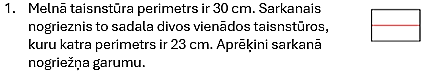 1. Melnā taisnstūra perimetrs ir 30 cm. Sarkanais
nogrieznis to sadala divos vienādos taisnstūros,
kuru katra perimetrs ir 23 cm. Aprēķini sarkanā
nogriežņa garumu.